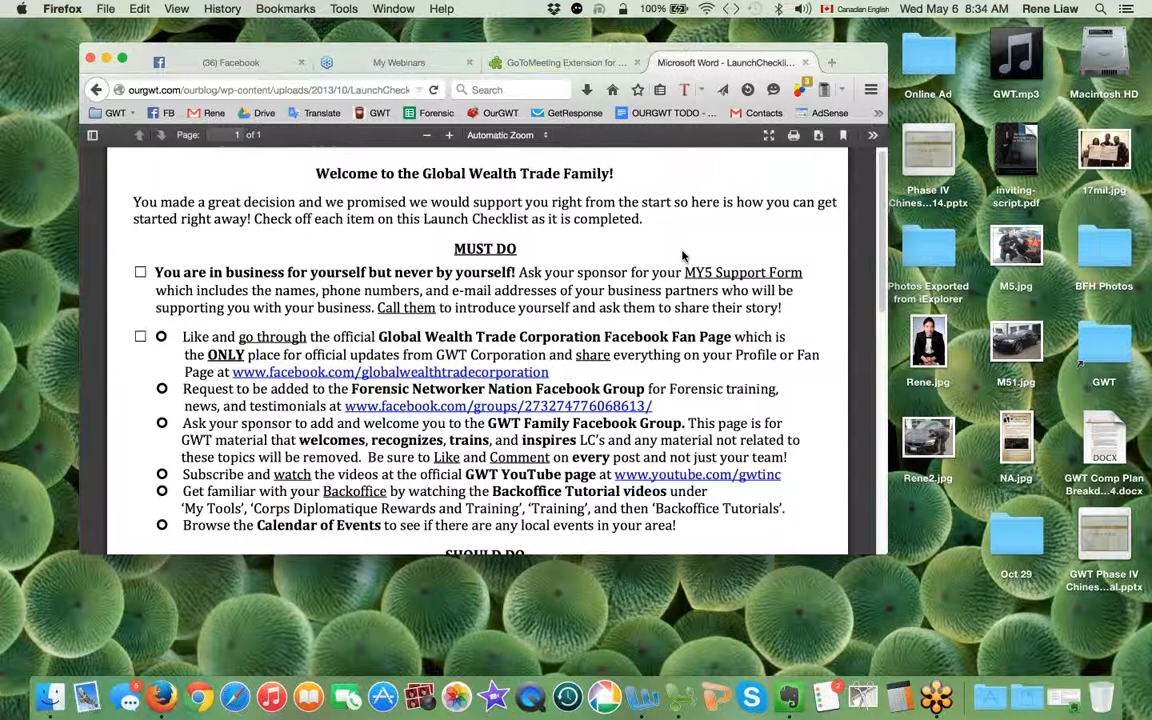 Firefox File Edit View History Bookmarks Tools Window Help 100% Canadian English Wed May 6 8:34 AM Rene Liaw
(36) Facebook My Webinars GoToMeeting Extension for ... Microsoft Word - LaunchCheckli...
ourgwt.com/ourblog/wp-content/uploads/2013/10/LaunchCheck Search 3
GWT FB Rene Drive Translate GWT Forensic OurGWT GetResponse OURGWT TODO - ... Contacts AdSense
Page: 1 of 1 Automatic Zoom
Welcome to the Global Wealth Trade Family!
You made a great decision and we promised we would support you right from the start so here is how you can get
started right away! Check off each item on this Launch Checklist as it is completed.
MUST DO
You are in business for yourself but never by yourself! Ask your sponsor for your MY5 Support Form
which includes the names, phone numbers, and e-mail addresses of your business partners who will be
supporting you with your business. Call them to introduce yourself and ask them to share their story!
Like and go through the official Global Wealth Trade Corporation Facebook Fan Page which is
the ONLY place for official updates from GWT Corporation and share everything on your Profile or Fan
Page at www.facebook.com/globalwealthtradecorporation
Request to be added to the Forensic Networker Nation Facebook Group for Forensic training,
news, and testimonials at www.facebook.com/groups/273274776068613/
Ask your sponsor to add and welcome you to the GWT Family Facebook Group. This page is for
GWT material that welcomes, recognizes, trains, and inspires LC's and any material not related to
these topics will be removed. Be sure to Like and Comment on every post and not just your team!
Subscribe and watch the videos at the official GWT YouTube page at www.youtube.com/gwtinc
Get familiar with your Backoffice by watching the Backoffice Tutorial videos under
'My Tools', 'Corps Diplomatique Rewards and Training', 'Training', and then 'Backoffice Tutorials'.
Browse the Calendar of Events to see if there are any local events in your area!
SHOULD DO
Online Ad GWT.mp3 Macintosh HD
Phase IV
Chines....14.pptx
inviting-
script.pdf
17mil.jpg
Photos Exported
from iExplorer
M5.jpg BFH Photos
Rene.jpg M51.jpg GWT
Rene2.jpg NA.jpg
DOCX
GWT Comp Plan
Breakd...4.docx
Oct 29
GWT Phase IV
Chines...al.pptx